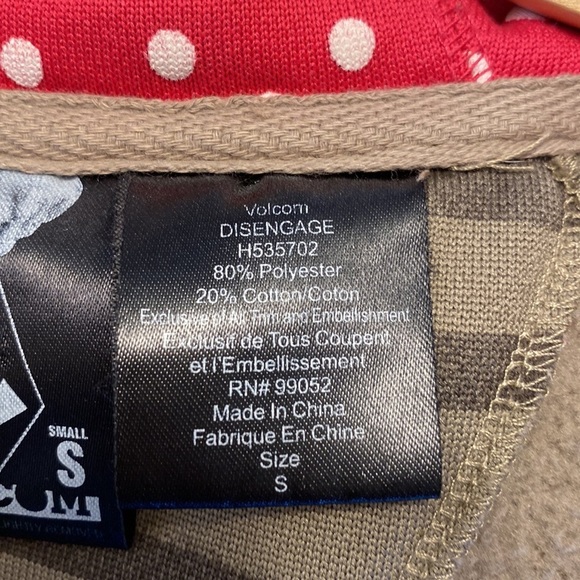 Volcom
DISENGAGE
H535702
80% Polyester
20% Cotton/Coton
Exclusive of All Trim and Embellishment
Exclusif de Tous Coupent
et l'Embellissement
RN# 99052
Made In China
Fabrique En Chine
Size
S
SMALL
S
COM